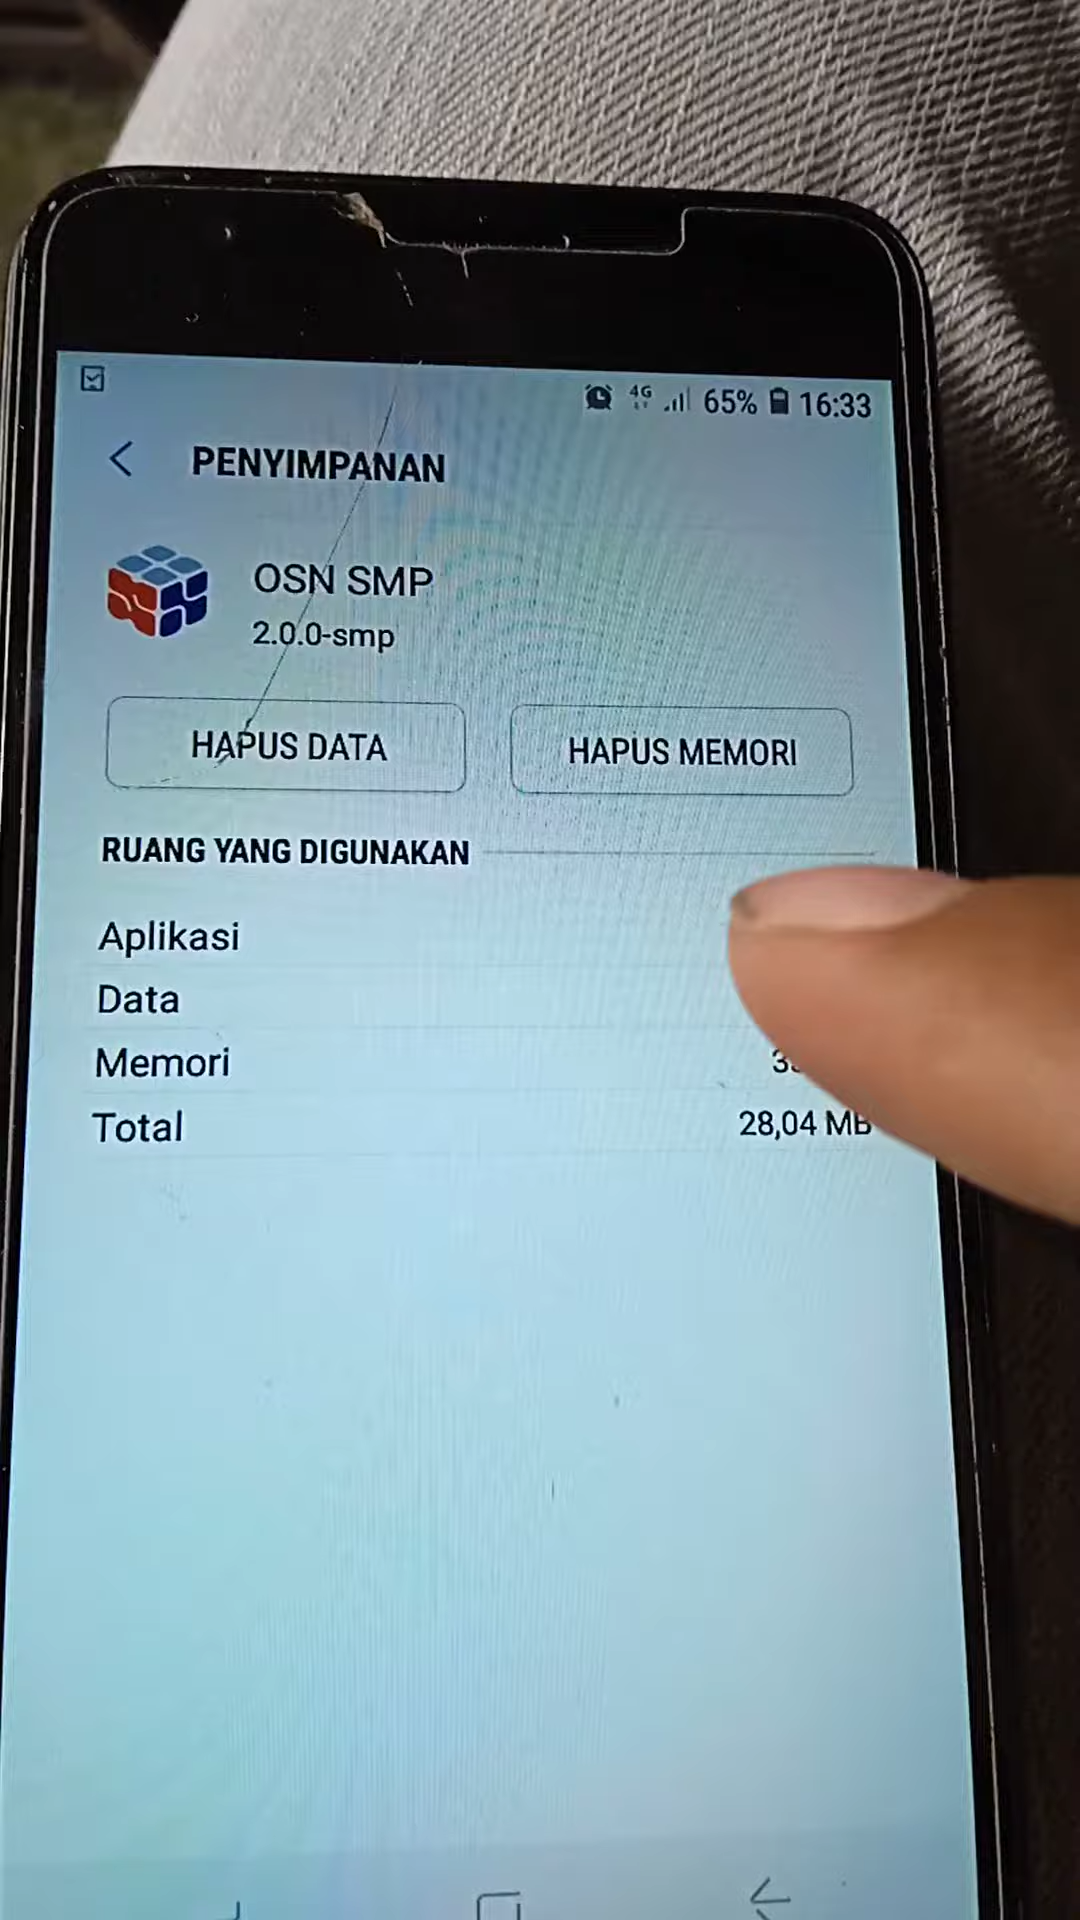 4G 65% 16:33
PENYIMPANAN
OSN SMP
2.0.0-smp
HAPUS DATA
HAPUS MEMORI
RUANG YANG DIGUNAKAN
Aplikasi
Data
Memori
Total 28,04 MB